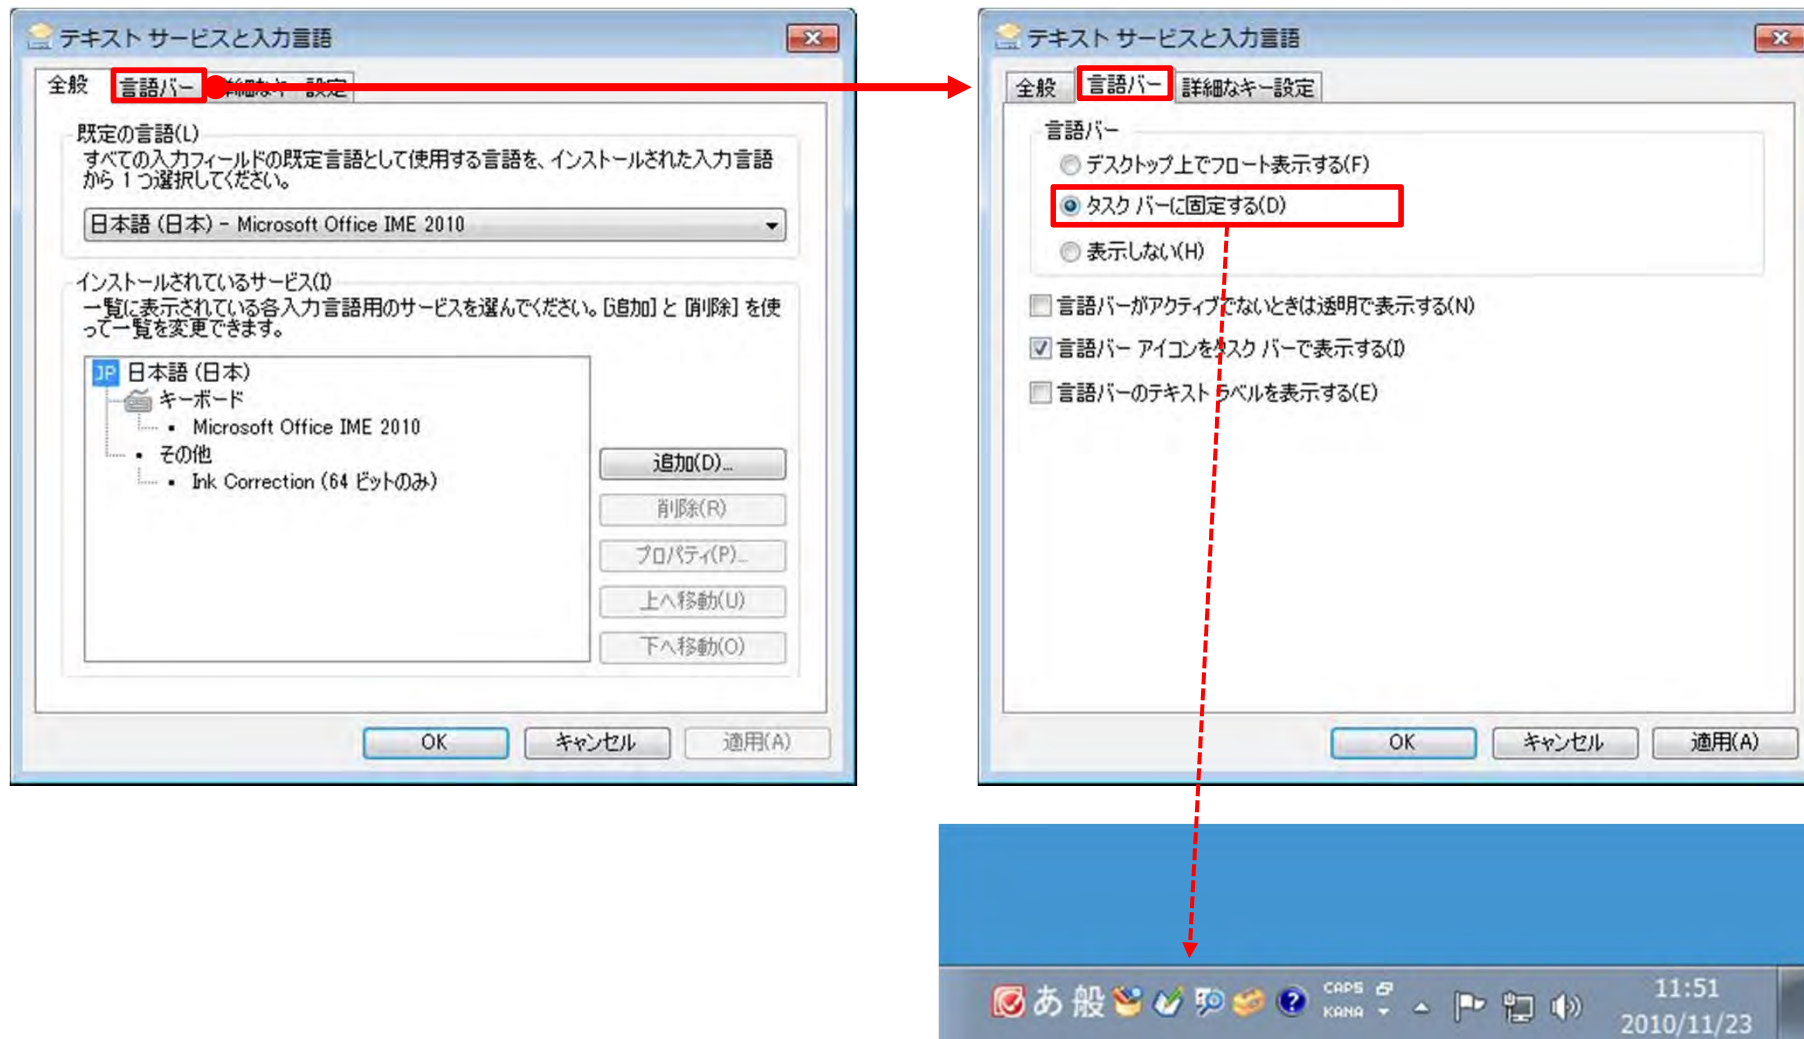 テキスト サービスと入力言語
全般
言語バー
詳細なキー設定
既定の言語(L)
すべての入力フィールドの既定言語として使用する言語を、インストールされた入力言語
から 1 つ選択してください。
日本語 (日本) - Microsoft Office IME 2010
インストールされているサービス(I)
一覧に表示されている各入力言語用のサービスを選んでください。[追加] と [削除] を使
って一覧を変更できます。
JP 日本語 (日本)
キーボード
• Microsoft Office IME 2010
• その他
• Ink Correction (64 ビットのみ)
追加(D)...
削除(R)
プロパティ(P)...
上へ移動(U)
下へ移動(O)
OK
キャンセル
適用(A)
テキスト サービスと入力言語
全般
言語バー
詳細なキー設定
言語バー
デスクトップ上でフロート表示する(F)
タスク バーに固定する(D)
表示しない(H)
言語バーがアクティブでないときは透明で表示する(N)
言語バー アイコンをタスク バーで表示する(I)
言語バーのテキスト ラベルを表示する(E)
OK
キャンセル
適用(A)
あ 般 CAPS
KANA
11:51
2010/11/23